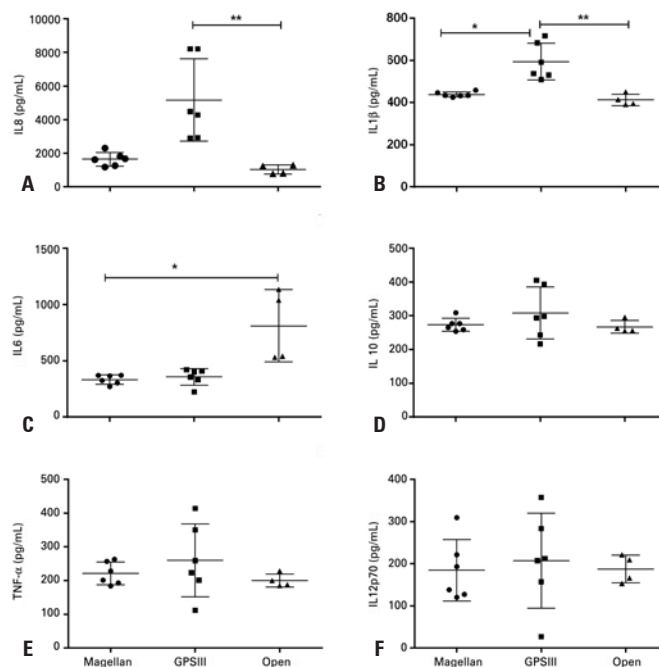 **
10000
8000
6000
4000
2000
0
IL8 (pg/mL)
A
*
**
800
600
400
200
0
IL1β (pg/mL)
B
*
1500
1000
500
0
IL6 (pg/mL)
C
500
400
300
200
100
0
IL 10 (pg/mL)
D
500
400
300
200
100
0
TNF-α (pg/mL)
E
Magellan GPSIII Open
400
300
200
100
0
IL12p70 (pg/mL)
F
Magellan GPSIII Open